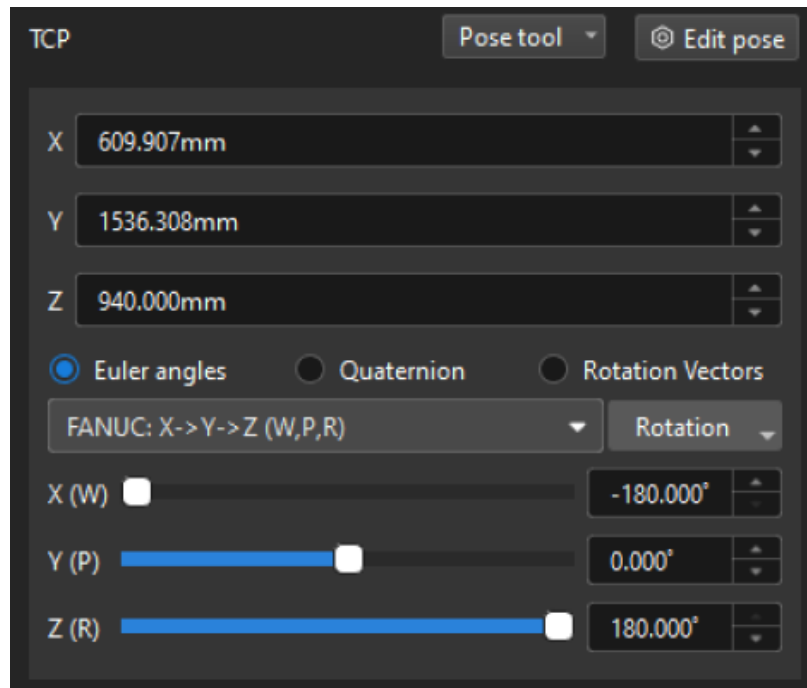 TCP Pose tool Edit pose
X 609.907mm
Y 1536.308mm
Z 940.000mm
Euler angles Quaternion Rotation Vectors
FANUC: X->Y->Z (W,P,R) Rotation
X (W) -180.000°
Y (P) 0.000°
Z (R) 180.000°